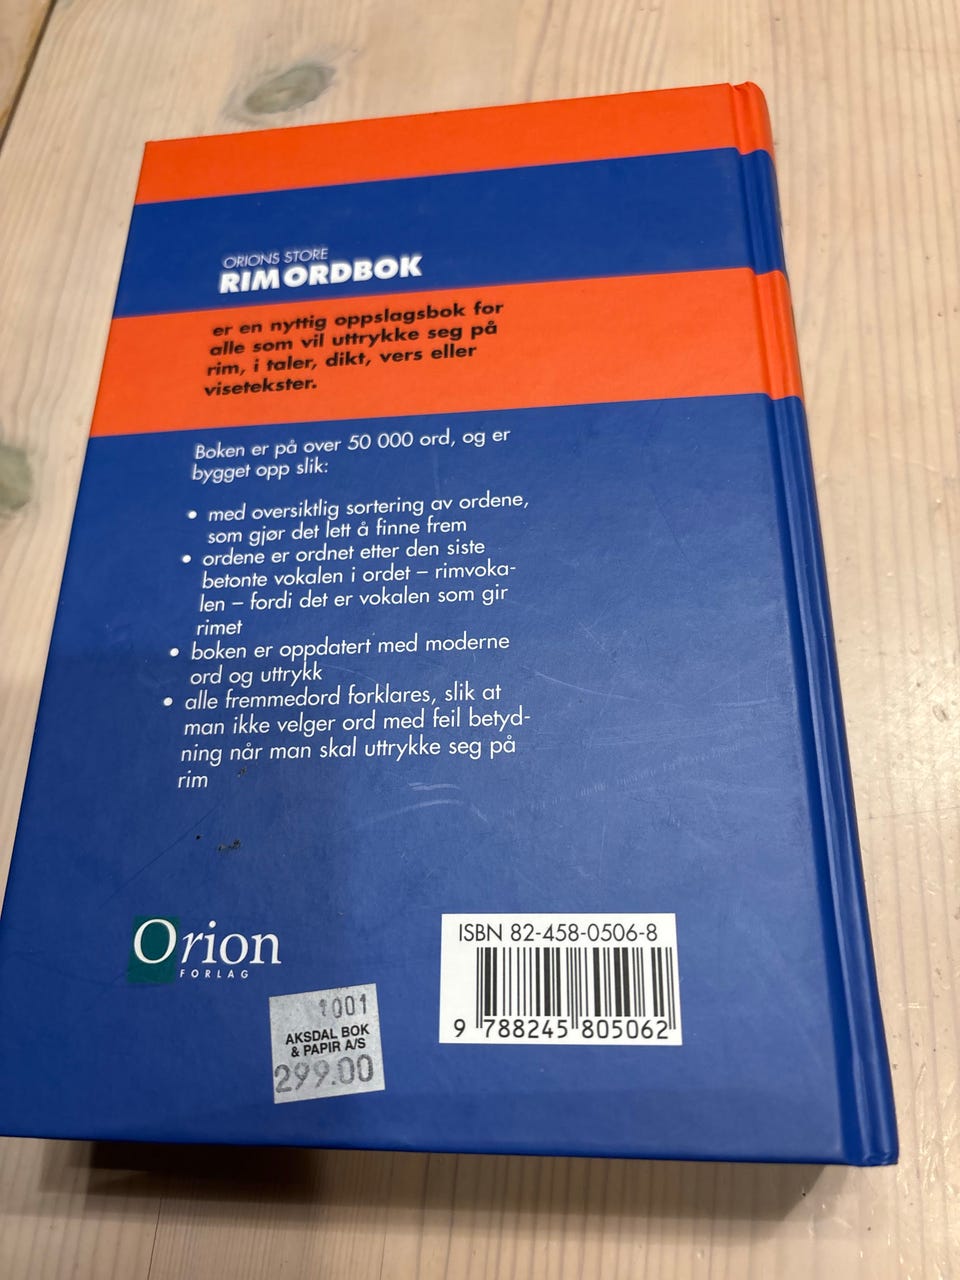 ORIONS STORE
RIMORDBOK
er en nyttig oppslagsbok for
alle som vil uttrykke seg på
rim, i taler, dikt, vers eller
visetekster.
Boken er på over 50 000 ord, og er
bygget opp slik:
• med oversiktlig sortering av ordene,
som gjør det lett å finne frem
• ordene er ordnet etter den siste
betonte vokalen i ordet – rimvoka-
len – fordi det er vokalen som gir
rimet
• boken er oppdatert med moderne
ord og uttrykk
• alle fremmedord forklares, slik at
man ikke velger ord med feil betyd-
ning når man skal uttrykke seg på
rim
Orion
FORLAG
1001
AKSDAL BOK
& PAPIR A/S
299.00
ISBN 82-458-0506-8
9 788245 805062